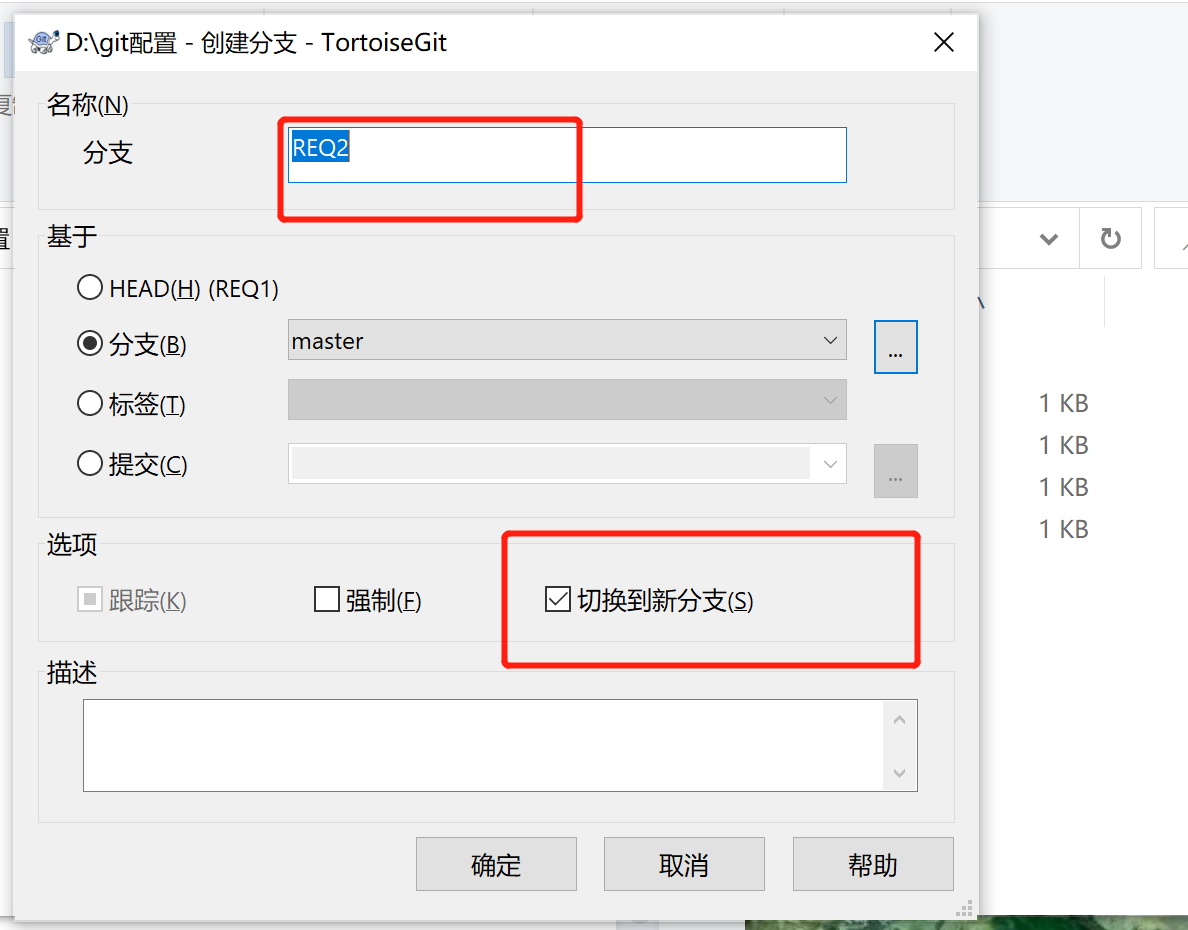 D:\git配置 - 创建分支 - TortoiseGit
名称(N)
分支
REQ2
基于
HEAD(H) (REQ1)
分支(B)
master
...
标签(T)
提交(C)
...
选项
跟踪(K)
强制(F)
切换到新分支(S)
描述
确定
取消
帮助
1 KB
1 KB
1 KB
1 KB